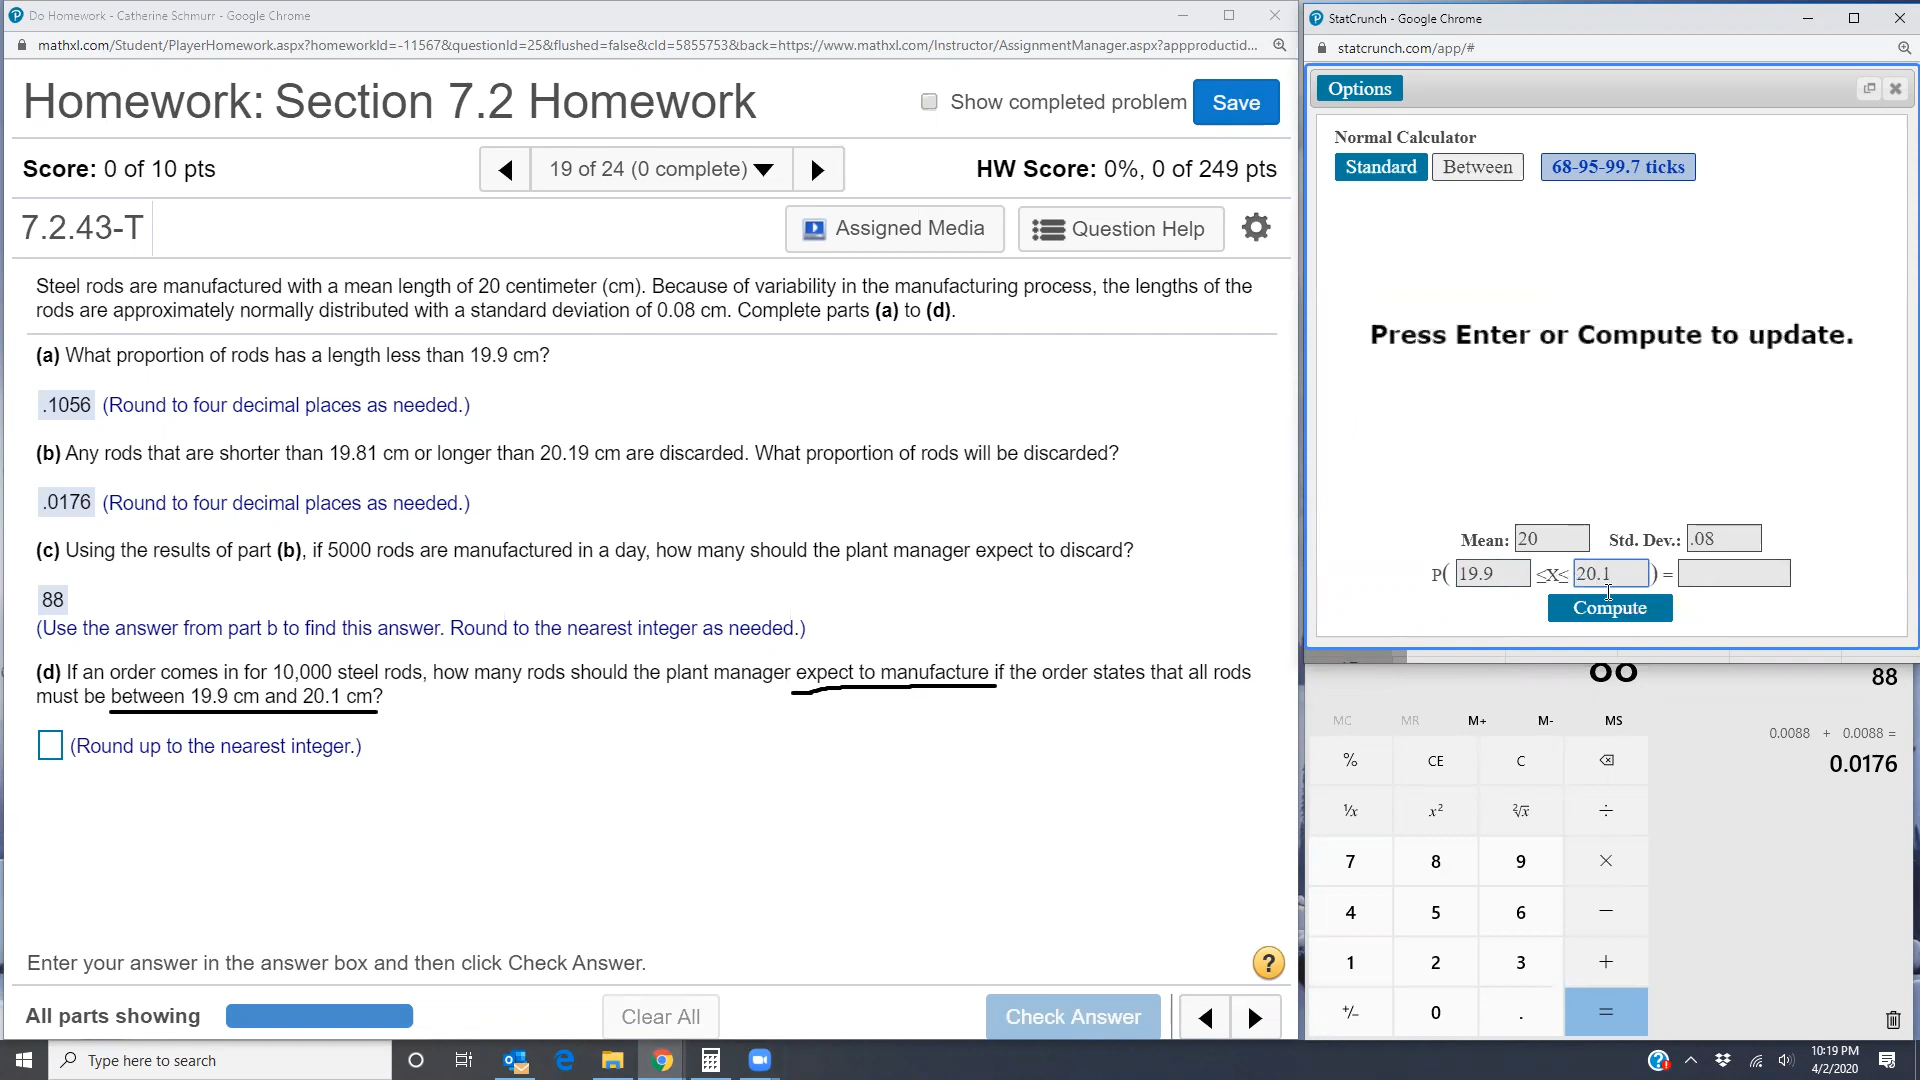 Do Homework - Catherine Schmurr - Google Chrome
mathxl.com/Student/PlayerHomework.aspx?homeworkId=-11567&questionId=25&flushed=false&cId=5855753&back=https://www.mathxl.com/Instructor/AssignmentManager.aspx?appproductid...
Homework: Section 7.2 Homework
Show completed problem
Save
Score: 0 of 10 pts
19 of 24 (0 complete)
HW Score: 0%, 0 of 249 pts
7.2.43-T
Assigned Media
Question Help
Steel rods are manufactured with a mean length of 20 centimeter (cm). Because of variability in the manufacturing process, the lengths of the
rods are approximately normally distributed with a standard deviation of 0.08 cm. Complete parts (a) to (d).
(a) What proportion of rods has a length less than 19.9 cm?
.1056 (Round to four decimal places as needed.)
(b) Any rods that are shorter than 19.81 cm or longer than 20.19 cm are discarded. What proportion of rods will be discarded?
.0176 (Round to four decimal places as needed.)
(c) Using the results of part (b), if 5000 rods are manufactured in a day, how many should the plant manager expect to discard?
88
(Use the answer from part b to find this answer. Round to the nearest integer as needed.)
(d) If an order comes in for 10,000 steel rods, how many rods should the plant manager expect to manufacture if the order states that all rods
must be between 19.9 cm and 20.1 cm?
(Round up to the nearest integer.)
Enter your answer in the answer box and then click Check Answer.
?
All parts showing
Clear All
Check Answer
StatCrunch - Google Chrome
statcrunch.com/app/#
Options
Normal Calculator
Standard Between 68-95-99.7 ticks
Press Enter or Compute to update.
Mean: 20 Std. Dev.: .08
P( 19.9 ≤X≤ 20.1 ) =
Compute
88
88
MC MR M+ M- MS
0.0088 + 0.0088 =
0.0176
% CE C
1/x x² ²√x ÷
7 8 9 ×
4 5 6 −
1 2 3 +
+/- 0 . =
Type here to search
10:19 PM
4/2/2020